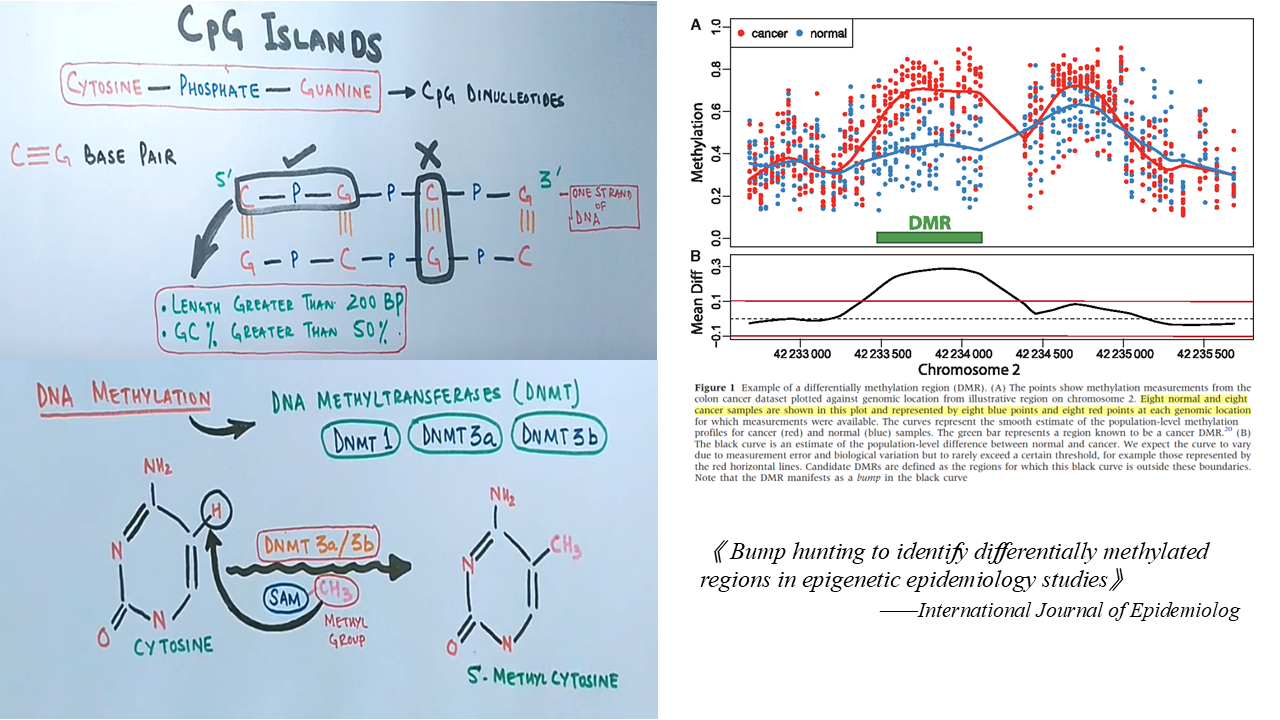 CpG ISLANDS
CYTOSINE — PHOSPHATE — GUANINE → CpG DINUCLEOTIDES
C≡G BASE PAIR
✓ X
5' C — P — G — P — C — P — G 3' – ONE STRAND
OF
DNA
G — P — C — P — G — P — C
• LENGTH GREATER THAN 200 BP
• GC % GREATER THAN 50%.
DNA METHYLATION
DNA METHYLTRANSFERASES (DNMT)
DNMT 1 DNMT 3a DNMT 3b
NH₂
H
N
N
O
CYTOSINE
DNMT 3a/3b
SAM CH₃
METHYL
GROUP
NH₂
CH₃
N
N
O
5'-METHYLCYTOSINE
A
cancer normal
Methylation
1.0
0.8
0.6
0.4
0.2
0.0
DMR
B
Mean Diff
0.3
0.1
−0.1
42 233 000 42 233 500 42 234 000 42 234 500 42 235 000 42 235 500
Chromosome 2
Figure 1 Example of a differentially methylation region (DMR). (A) The points show methylation measurements from the
colon cancer dataset plotted against genomic location from illustrative region on chromosome 2. Eight normal and eight
cancer samples are shown in this plot and represented by eight blue points and eight red points at each genomic location
for which measurements were available. The curves represent the smooth estimate of the population-level methylation
profiles for cancer (red) and normal (blue) samples. The green bar represents a region known to be a cancer DMR.²⁰ (B)
The black curve is an estimate of the population-level difference between normal and cancer. We expect the curve to vary
due to measurement error and biological variation but to rarely exceed a certain threshold, for example those represented by
the red horizontal lines. Candidate DMRs are defined as the regions for which this black curve is outside these boundaries.
Note that the DMR manifests as a bump in the black curve
《Bump hunting to identify differentially methylated
regions in epigenetic epidemiology studies》
——International Journal of Epidemiolog